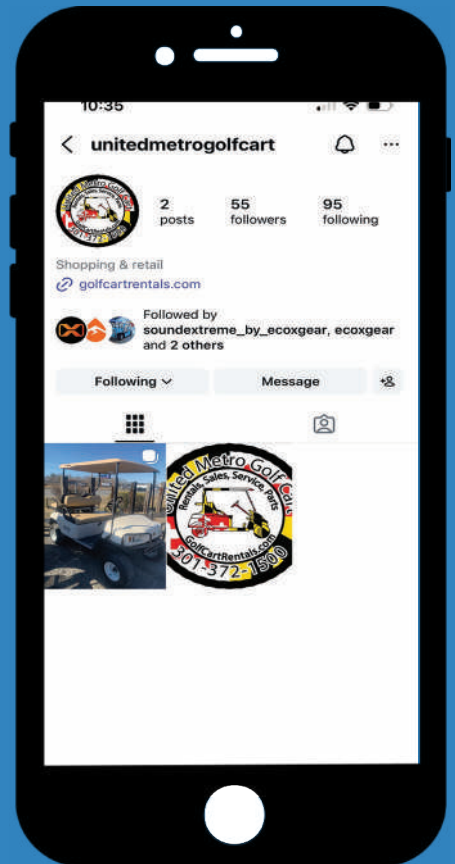 10:35
unitedmetrogolfcart
2 55 95
posts followers following
Shopping & retail
golfcartrentals.com
Followed by
soundextreme_by_ecoxgear, ecoxgear
and 2 others
Following Message
United Metro Golf Cart
Rentals, Sales, Service, Parts
GolfCartRentals.com
301-372-1500